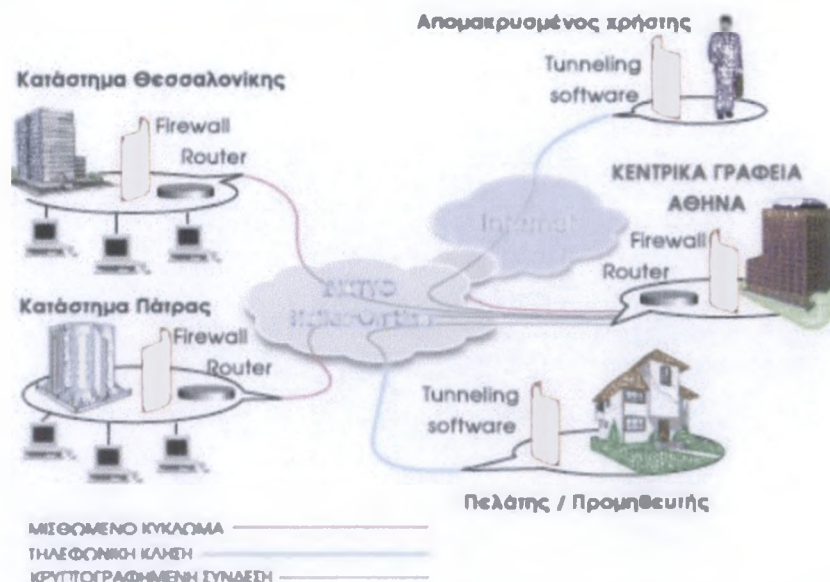 Απομακρυσμένος χρήστης
Tunneling
software
Κατάστημα Θεσσαλονίκης
Firewall
Router
ΚΕΝΤΡΙΚΑ ΓΡΑΦΕΙΑ
ΑΘΗΝΑ
Firewall
Router
Internet
Κατάστημα Πάτρας
Firewall
Router
Tunneling
software
Πελάτης / Προμηθευτής
ΜΙΣΘΩΜΕΝΟ ΚΥΚΛΩΜΑ
ΤΗΛΕΦΩΝΙΚΗ ΚΛΗΣΗ
ΚΡΥΠΤΟΓΡΑΦΗΜΕΝΗ ΣΥΝΔΕΣΗ